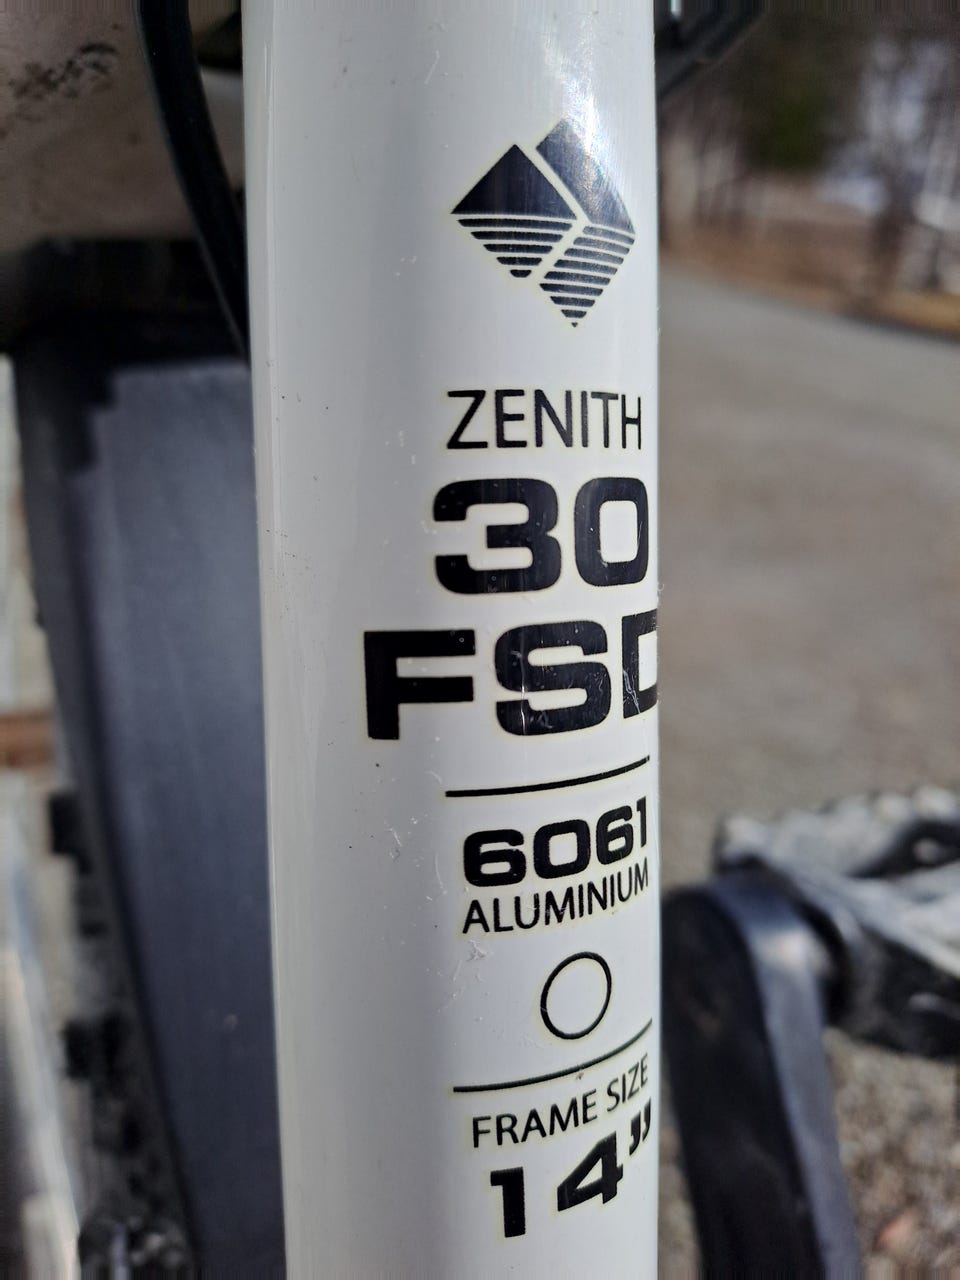 ZENITH
30
FSD
6061
ALUMINIUM
FRAME SIZE
14"